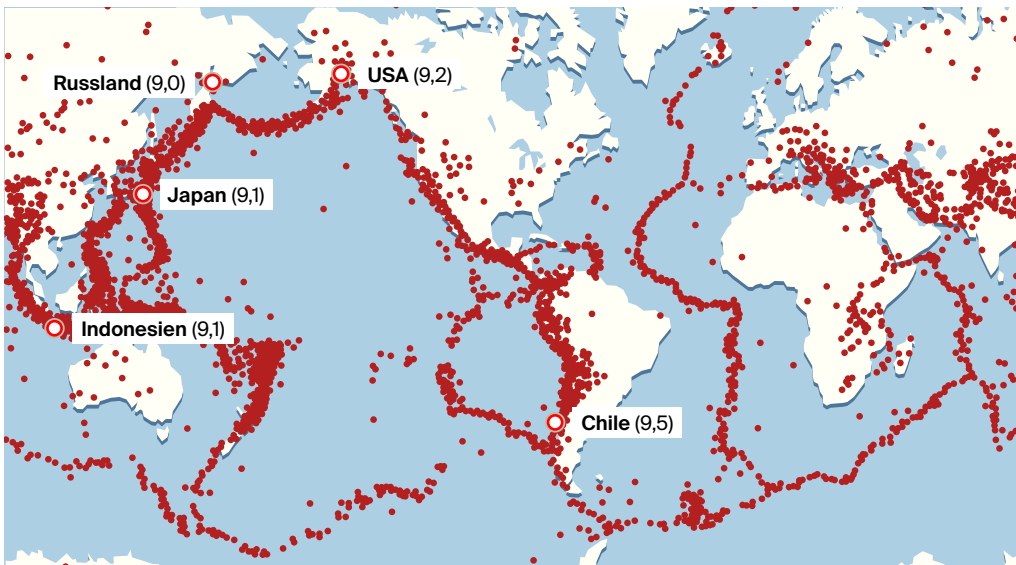 Russland (9,0)
USA (9,2)
Japan (9,1)
Indonesien (9,1)
Chile (9,5)